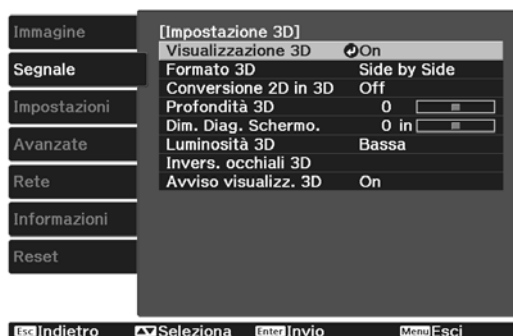 Immagine
Segnale
Impostazioni
Avanzate
Rete
Informazioni
Reset
[Impostazione 3D]
Visualizzazione 3D On
Formato 3D Side by Side
Conversione 2D in 3D Off
Profondità 3D 0
Dim. Diag. Schermo. 0 in
Luminosità 3D Bassa
Invers. occhiali 3D
Avviso visualizz. 3D On
Esc Indietro Seleziona Enter Invio Menu Esci